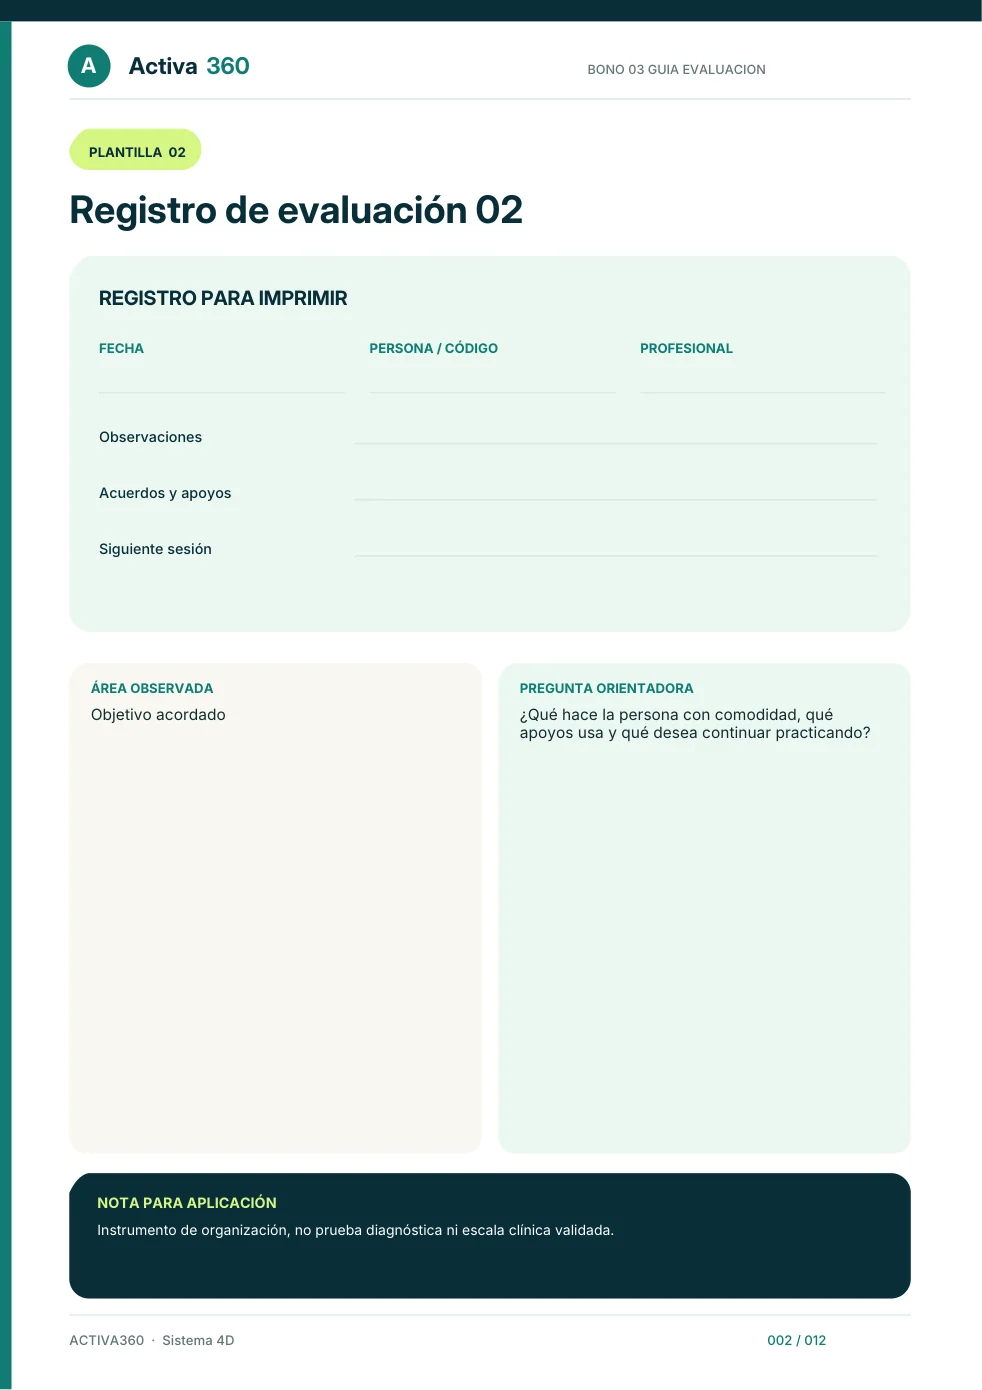 A Activa 360
BONO 03 GUIA EVALUACION
PLANTILLA 02
Registro de evaluación 02
REGISTRO PARA IMPRIMIR
FECHA PERSONA / CÓDIGO PROFESIONAL
Observaciones
Acuerdos y apoyos
Siguiente sesión
ÁREA OBSERVADA
Objetivo acordado
PREGUNTA ORIENTADORA
¿Qué hace la persona con comodidad, qué
apoyos usa y qué desea continuar practicando?
NOTA PARA APLICACIÓN
Instrumento de organización, no prueba diagnóstica ni escala clínica validada.
ACTIVA360 · Sistema 4D
002 / 012